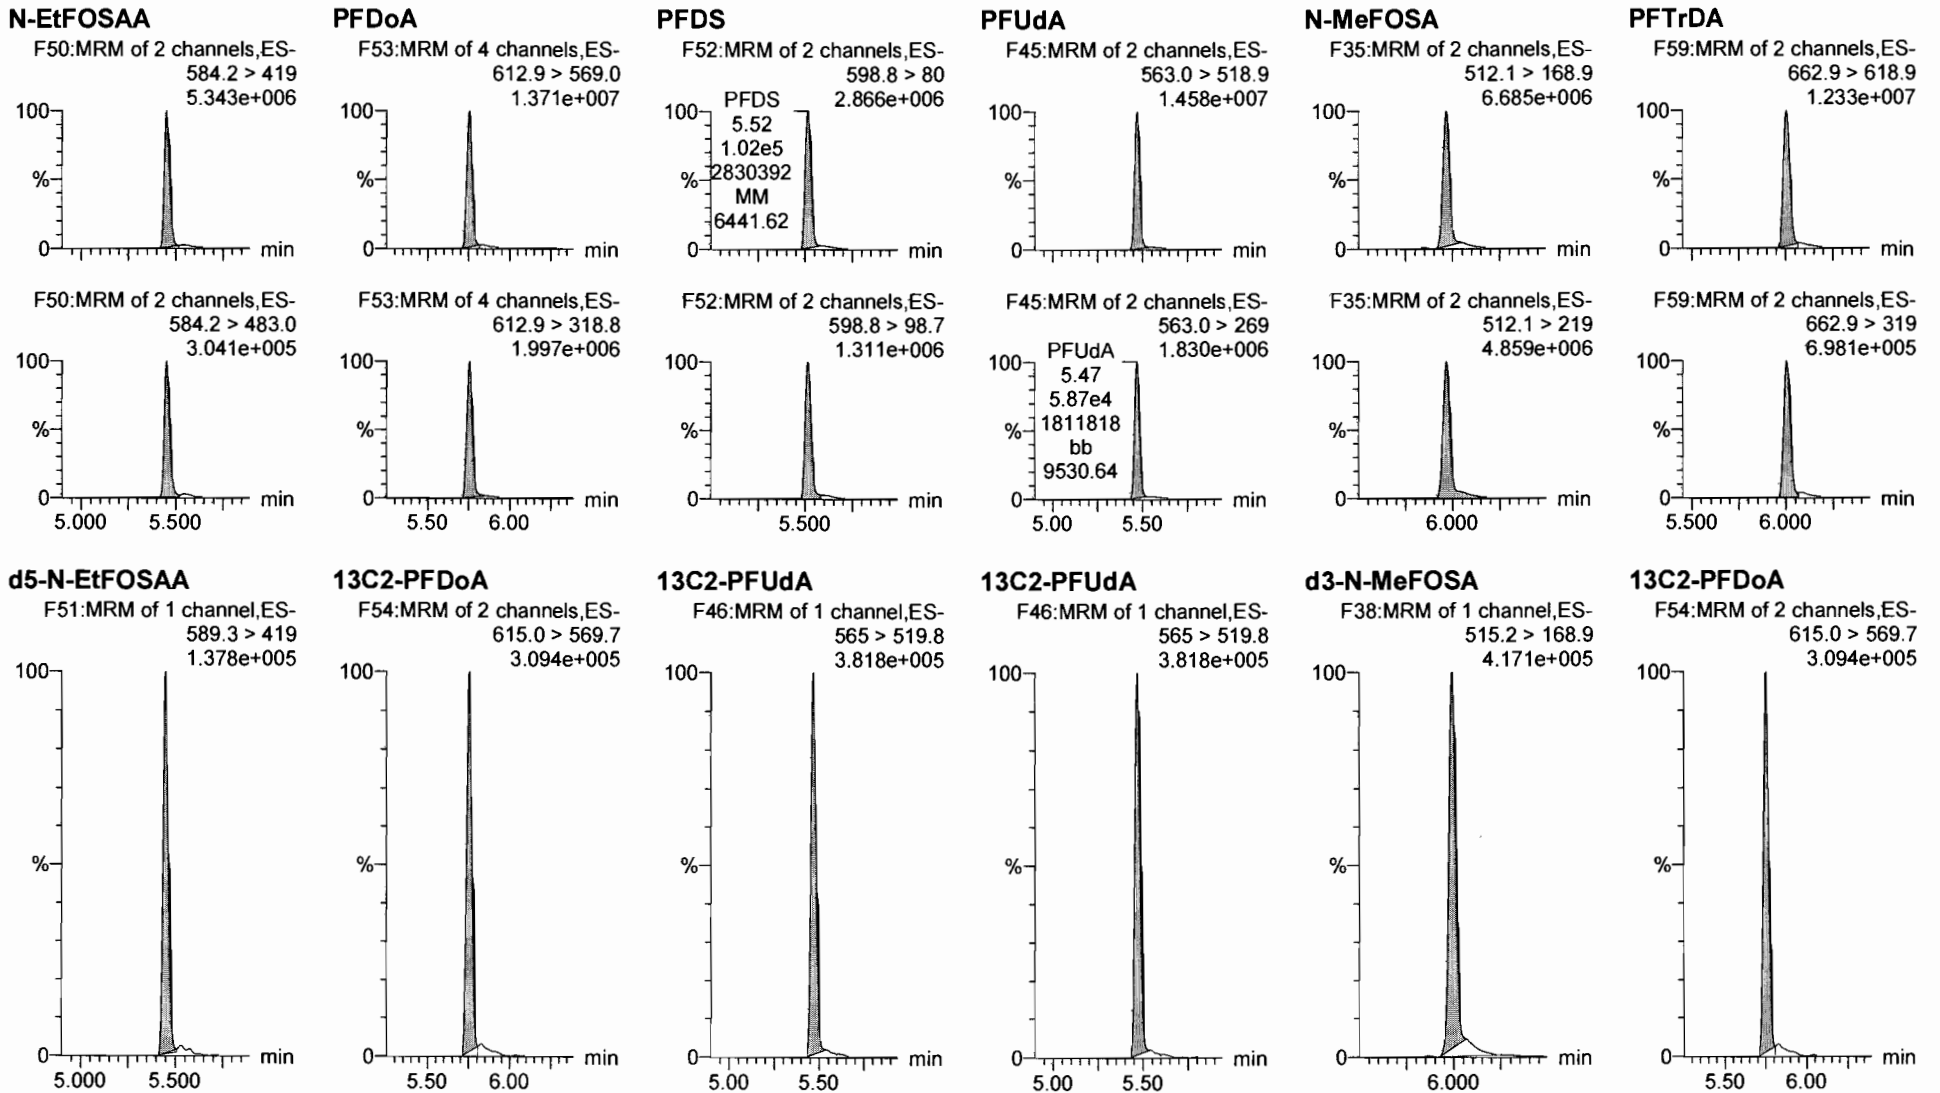 N-EtFOSAA
F50:MRM of 2 channels,ES-
584.2 > 419
5.343e+006
100
%
0
min
F50:MRM of 2 channels,ES-
584.2 > 483.0
3.041e+005
100
%
0
min
5.000 5.500
PFDoA
F53:MRM of 4 channels,ES-
612.9 > 569.0
1.371e+007
100
%
0
min
F53:MRM of 4 channels,ES-
612.9 > 318.8
1.997e+006
100
%
0
min
5.50 6.00
PFDS
F52:MRM of 2 channels,ES-
598.8 > 80
2.866e+006
PFDS
5.52
1.02e5
2830392
MM
6441.62
100
%
0
min
F52:MRM of 2 channels,ES-
598.8 > 98.7
1.311e+006
100
%
0
min
5.500
PFUdA
F45:MRM of 2 channels,ES-
563.0 > 518.9
1.458e+007
100
%
0
min
F45:MRM of 2 channels,ES-
563.0 > 269
1.830e+006
PFUdA
5.47
5.87e4
1811818
bb
9530.64
100
%
0
min
5.00 5.50
N-MeFOSA
F35:MRM of 2 channels,ES-
512.1 > 168.9
6.685e+006
100
%
0
min
F35:MRM of 2 channels,ES-
512.1 > 219
4.859e+006
100
%
0
min
6.000
PFTrDA
F59:MRM of 2 channels,ES-
662.9 > 618.9
1.233e+007
100
%
0
min
F59:MRM of 2 channels,ES-
662.9 > 319
6.981e+005
100
%
0
min
5.500 6.000
d5-N-EtFOSAA
F51:MRM of 1 channel,ES-
589.3 > 419
1.378e+005
100
%
0
min
5.000 5.500
13C2-PFDoA
F54:MRM of 2 channels,ES-
615.0 > 569.7
3.094e+005
100
%
0
min
5.50 6.00
13C2-PFUdA
F46:MRM of 1 channel,ES-
565 > 519.8
3.818e+005
100
%
0
min
5.00 5.50
13C2-PFUdA
F46:MRM of 1 channel,ES-
565 > 519.8
3.818e+005
100
%
0
min
5.00 5.50
d3-N-MeFOSA
F38:MRM of 1 channel,ES-
515.2 > 168.9
4.171e+005
100
%
0
min
6.000
13C2-PFDoA
F54:MRM of 2 channels,ES-
615.0 > 569.7
3.094e+005
100
%
0
min
5.50 6.00